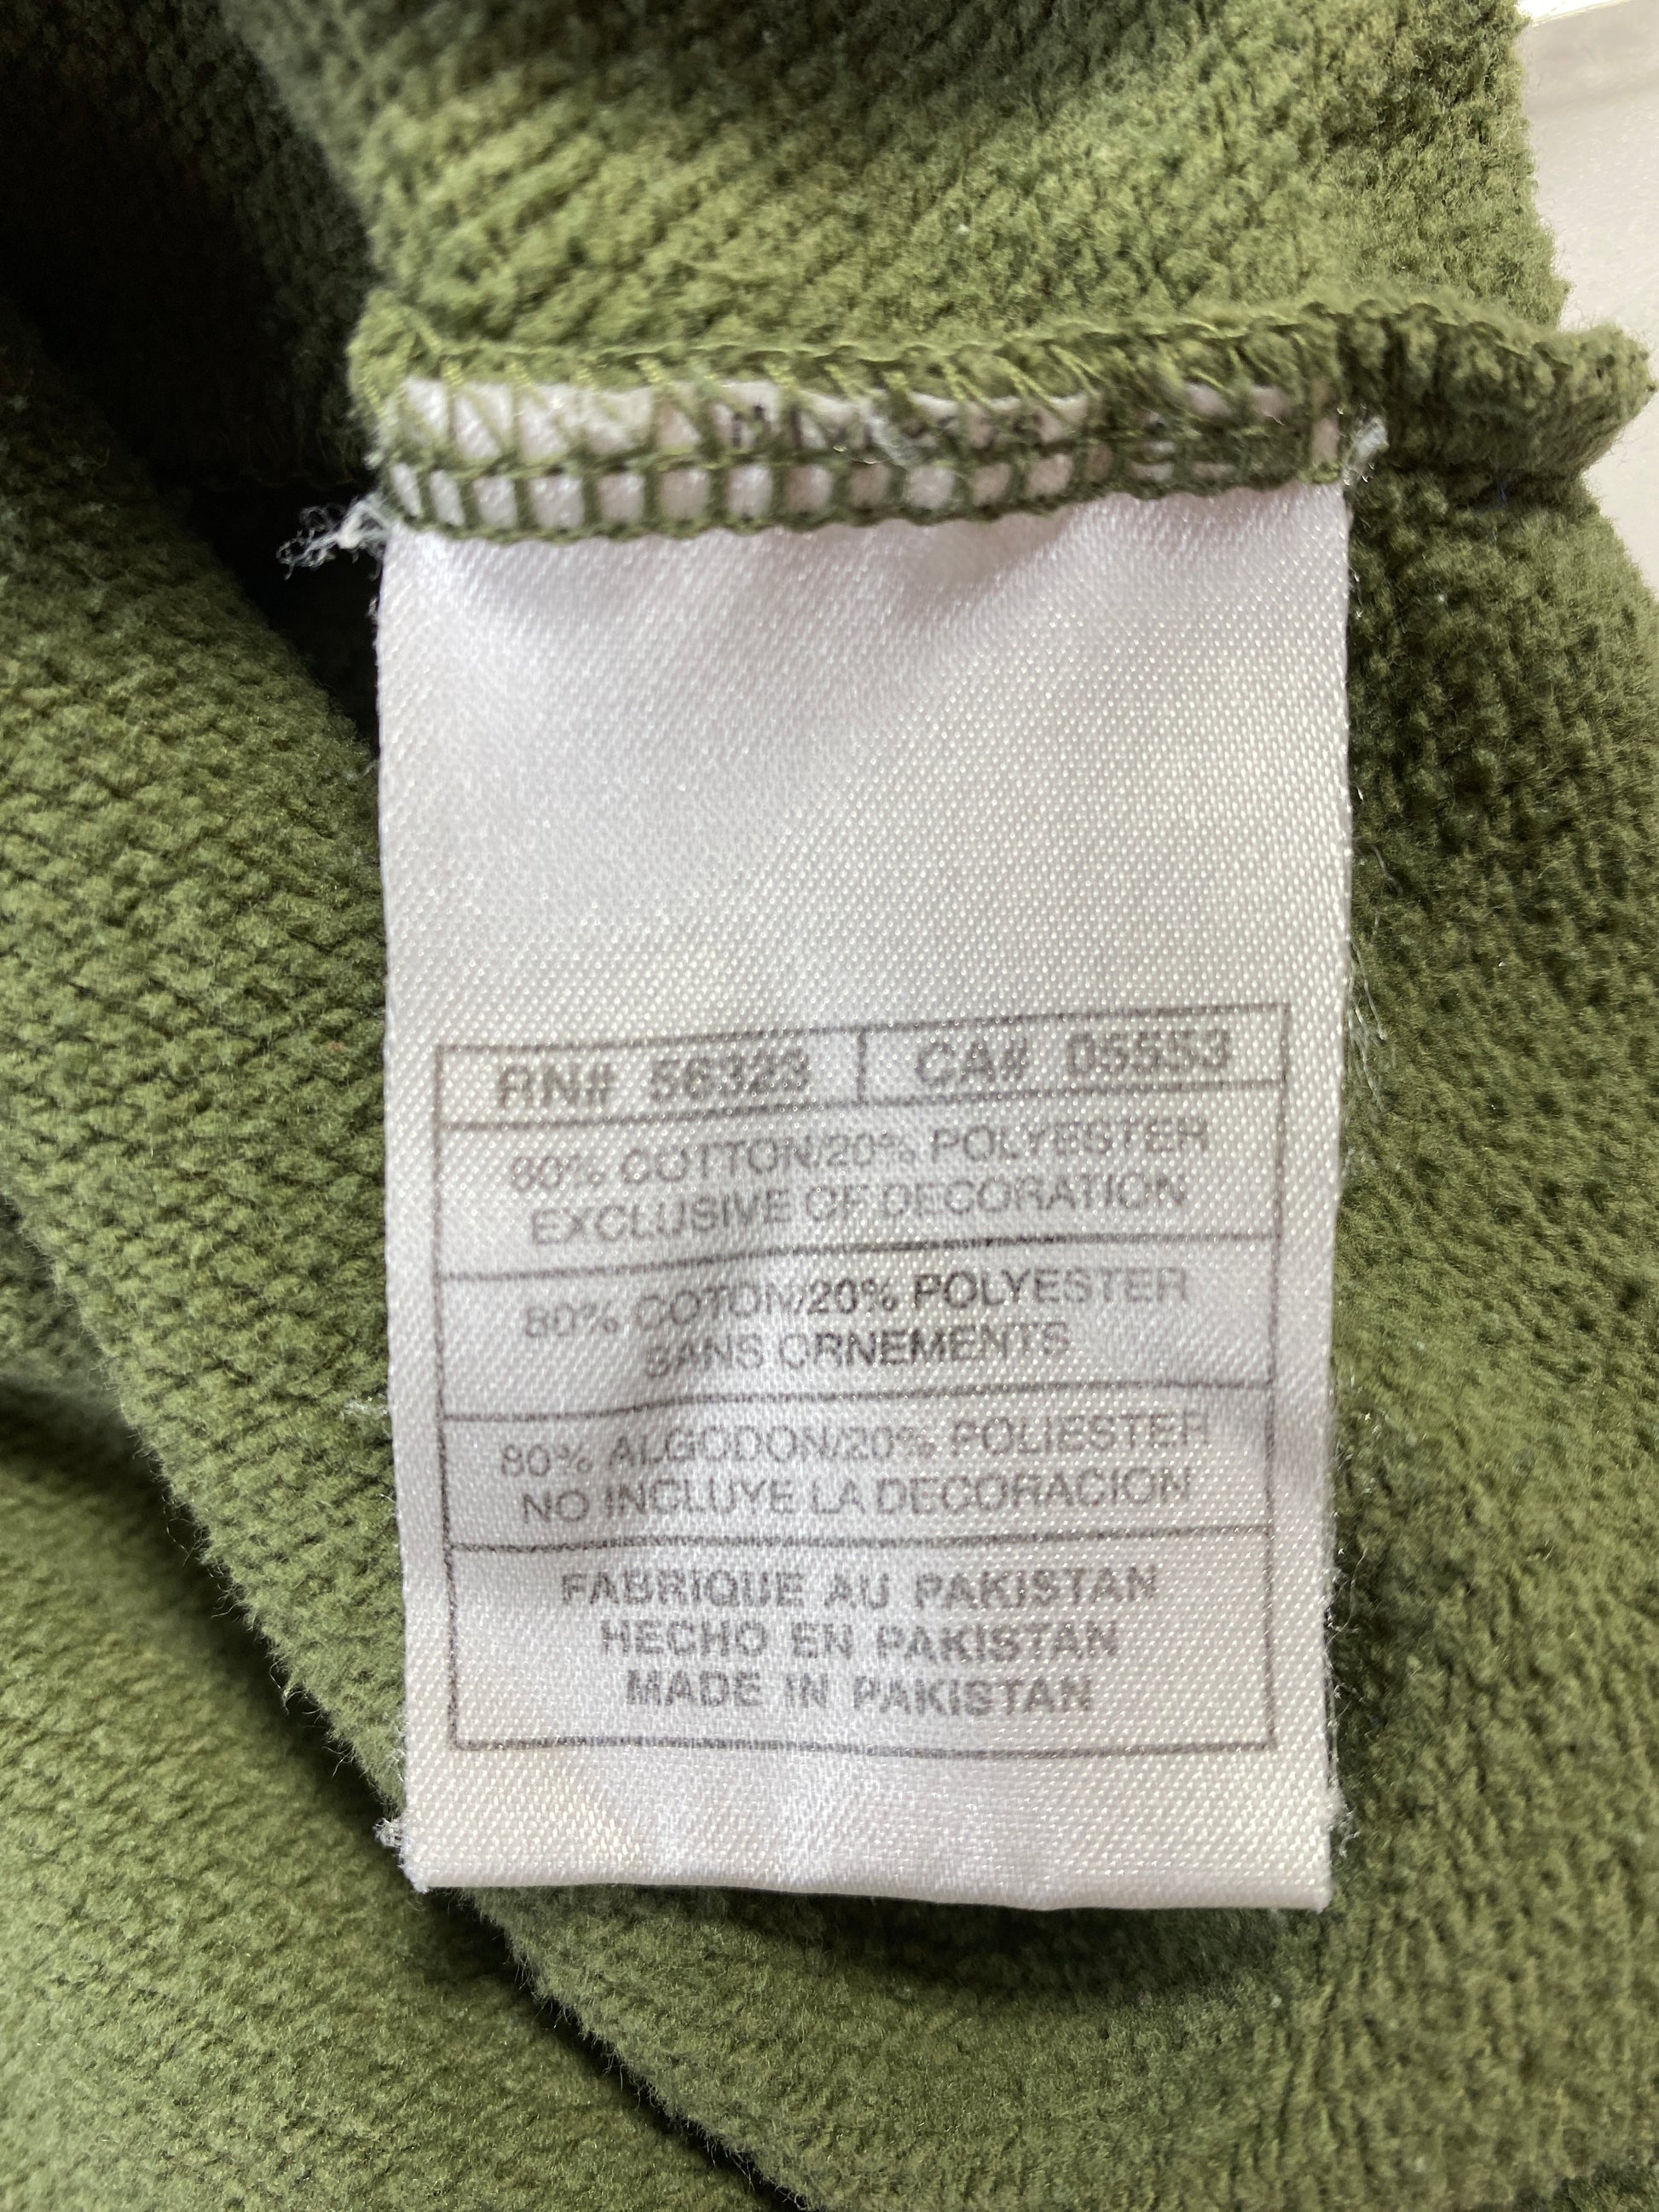 RN# 56323 CA# 05553
80% COTTON/20% POLYESTER
EXCLUSIVE OF DECORATION
80% COTON/20% POLYESTER
SANS ORNEMENTS
80% ALGODON/20% POLIESTER
NO INCLUYE LA DECORACION
FABRIQUE AU PAKISTAN
HECHO EN PAKISTAN
MADE IN PAKISTAN